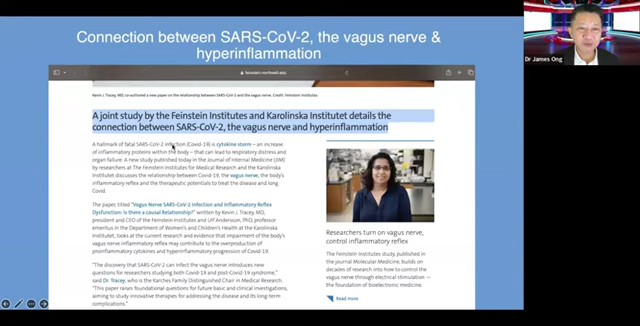 Connection between SARS-CoV-2, the vagus nerve &
hyperinflammation
feinstein.northwell.edu
Kevin J. Tracey, MD, co-authored a new paper on the relationship between SARS-CoV-2 and the vagus nerve. Credit: Feinstein Institutes
A joint study by the Feinstein Institutes and Karolinska Institutet details the
connection between SARS-CoV-2, the vagus nerve and hyperinflammation
A hallmark of fatal SARS-CoV-2 infection (Covid-19) is cytokine storm – an increase
of inflammatory proteins within the body – that can lead to respiratory distress and
organ failure. A new study published today in the Journal of Internal Medicine (JIM)
by researchers at The Feinstein Institutes for Medical Research and the Karolinska
Institutet discusses the relationship between Covid-19, the vagus nerve, the body's
inflammatory reflex and the therapeutic potentials to treat the disease and long
Covid.
The paper, titled "Vagus Nerve SARS-CoV-2 Infection and Inflammatory Reflex
Dysfunction: Is there a causal Relationship?" written by Kevin J. Tracey, MD,
president and CEO of the Feinstein Institutes and Ulf Andersson, PhD, professor
emeritus in the Department of Women's and Children's Health at the Karolinska
Institutet, looks at the current research and evidence that impairment of the body's
vagus nerve inflammatory reflex may contribute to the overproduction of
proinflammatory cytokines and hyperinflammatory progression of Covid-19.
"The discovery that SARS-CoV-2 can infect the vagus nerve introduces new
questions for researchers studying both Covid-19 and post-Covid-19 syndrome,"
said Dr. Tracey, who is the Karches Family Distinguished Chair in Medical Research.
"This paper raises foundational questions for future basic and clinical investigations,
aiming to study innovative therapies for addressing the disease and its long-term
complications."
Researchers turn on vagus nerve,
control inflammatory reflex
The Feinstein Institutes study, published in
the journal Molecular Medicine, builds on
decades of research into how to control the
vagus nerve through electrical stimulation —
the foundation of bioelectronic medicine.
Read more
Dr James Ong